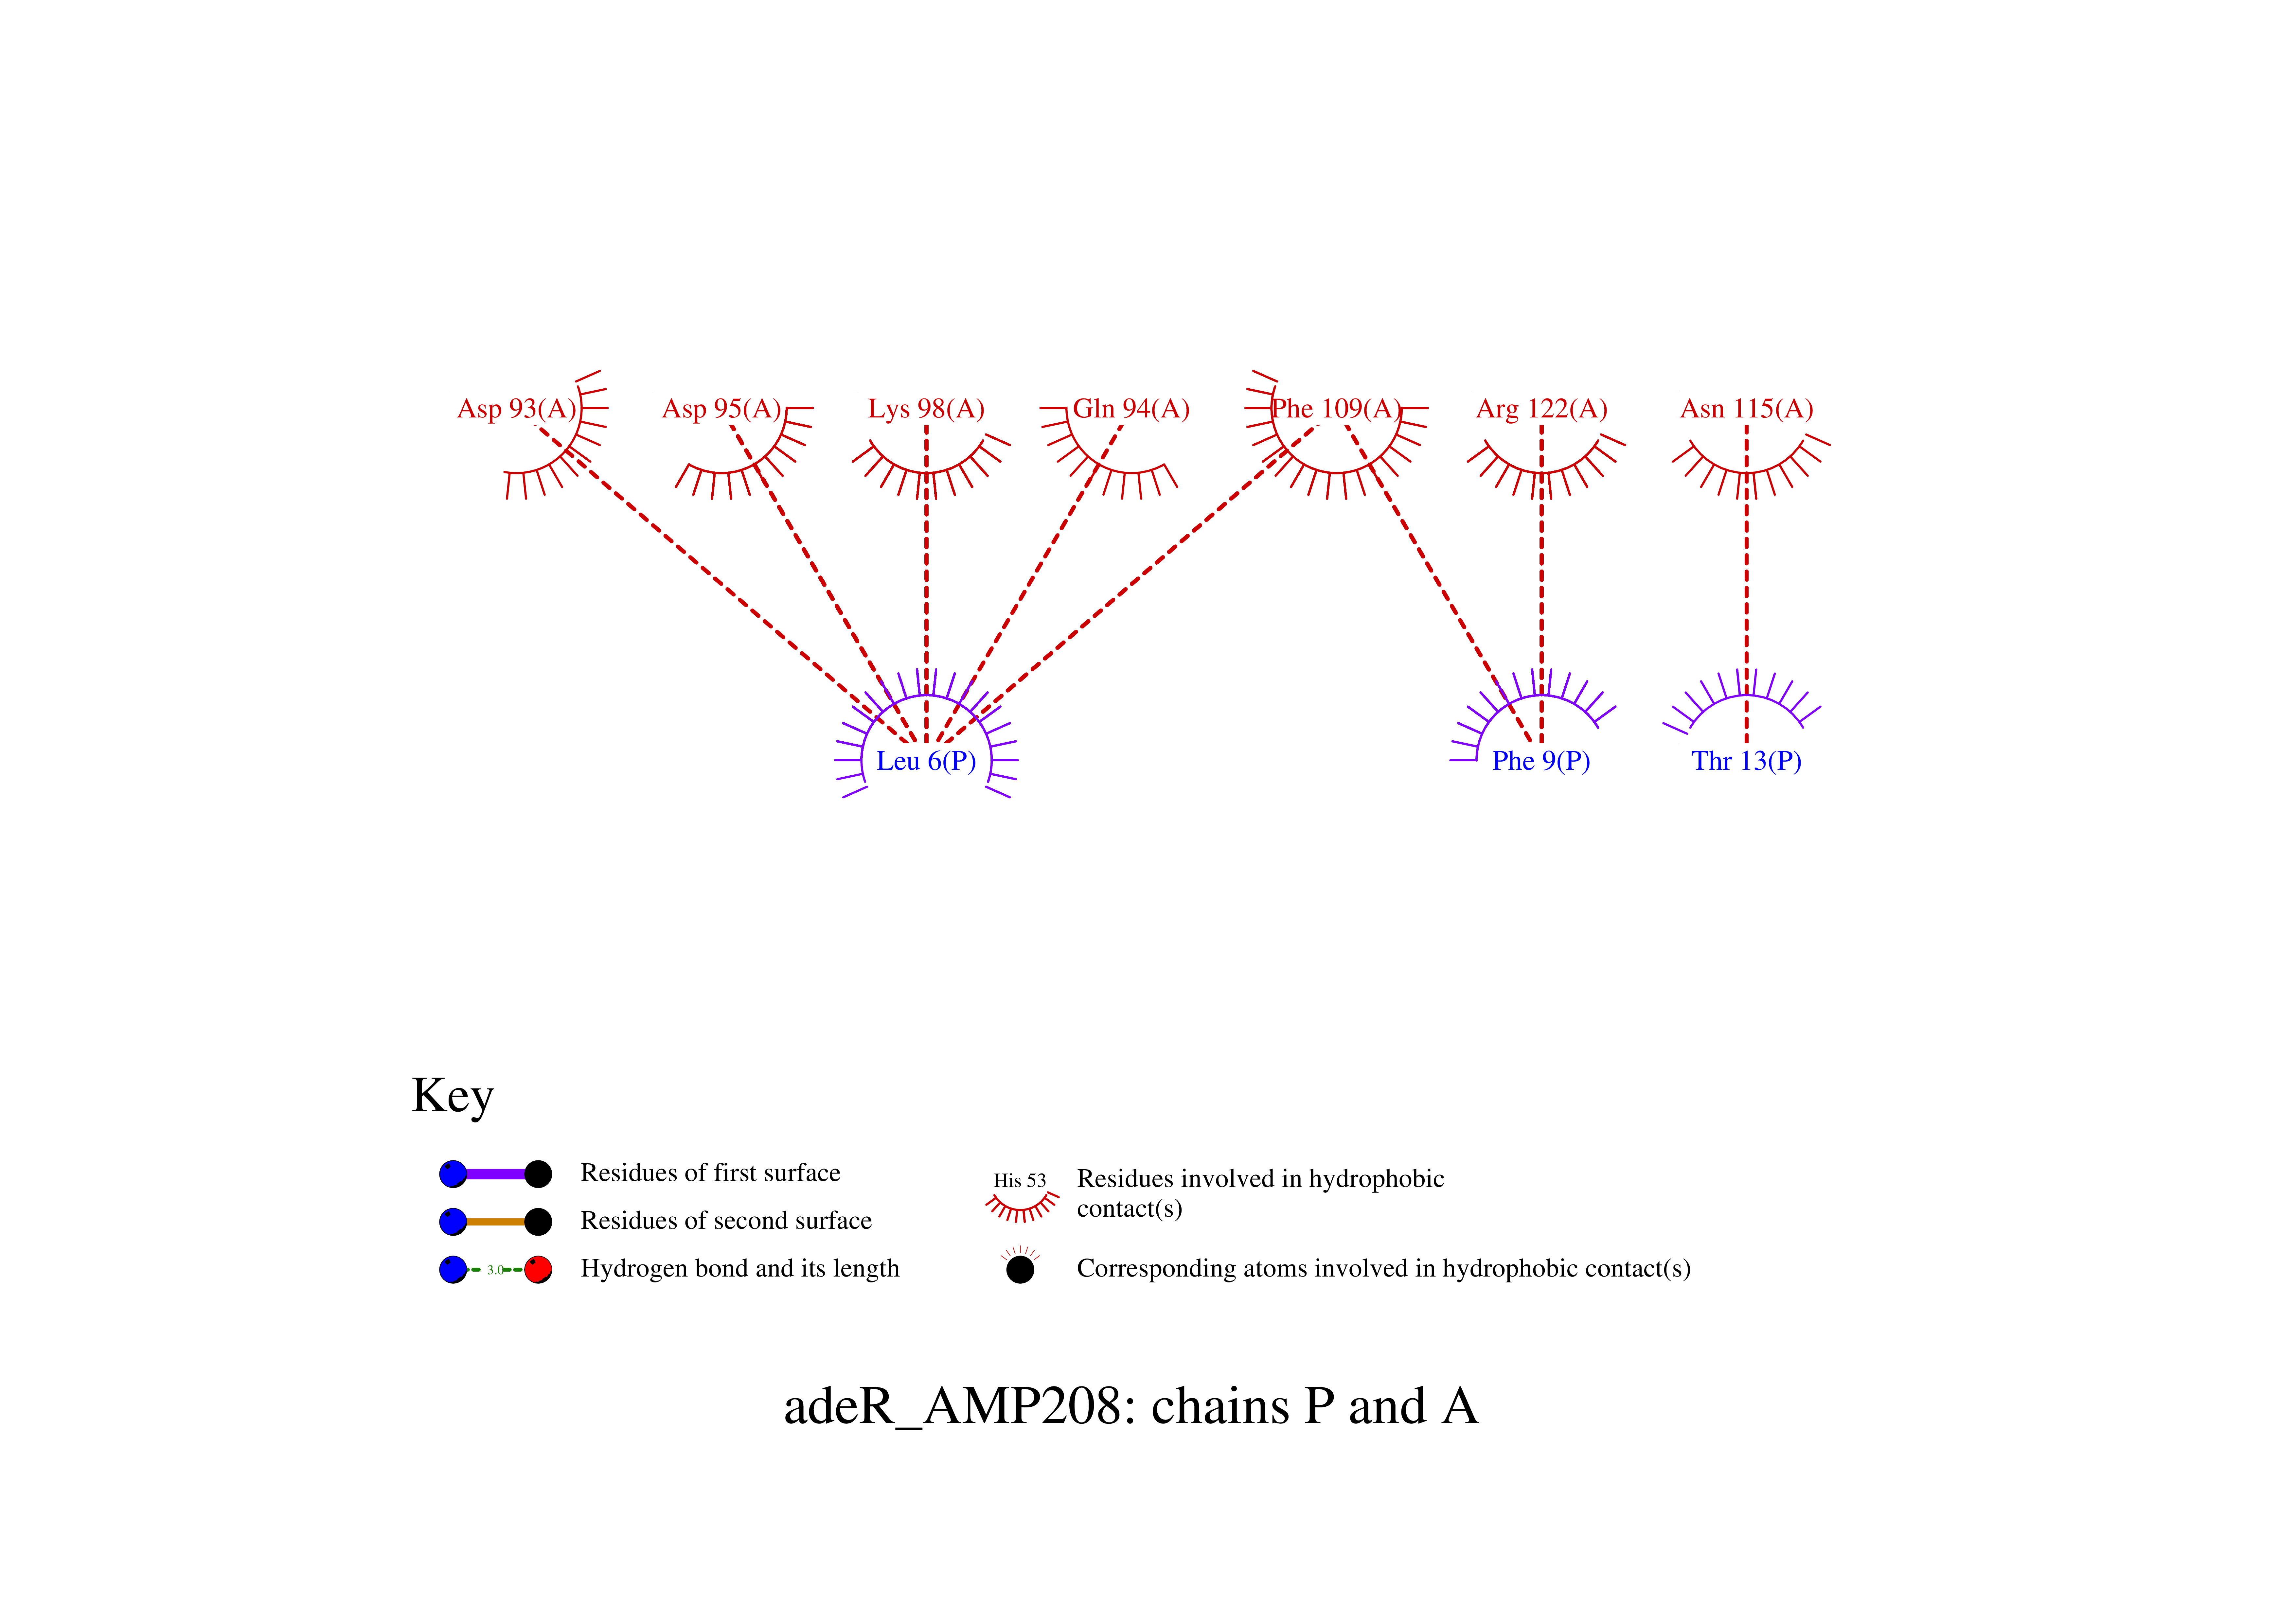 Asp 93(A) Asp 95(A) Lys 98(A) Gln 94(A) Phe 109(A) Arg 122(A) Asn 115(A)
Leu 6(P) Phe 9(P) Thr 13(P)
Key
Residues of first surface
Residues of second surface
3.0 Hydrogen bond and its length
His 53 Residues involved in hydrophobic
contact(s)
Corresponding atoms involved in hydrophobic contact(s)
adeR_AMP208: chains P and A